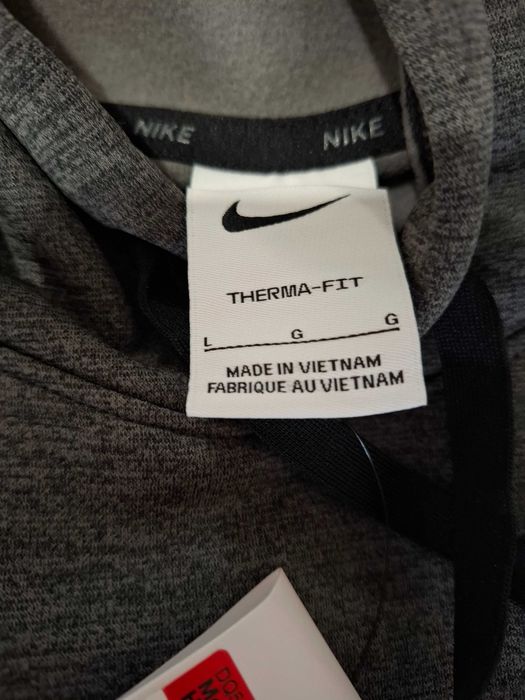 NIKE NIKE
THERMA-FIT
L G G
MADE IN VIETNAM
FABRIQUE AU VIETNAM